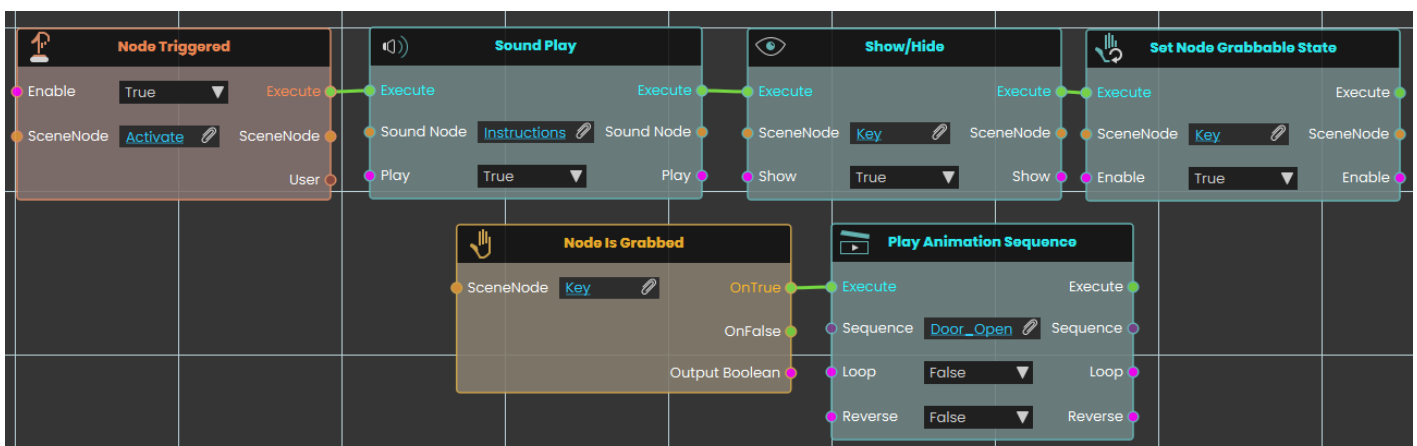 Node Triggered
Enable True Execute
SceneNode Activate SceneNode
User
Sound Play
Execute Execute
Sound Node Instructions Sound Node
Play True Play
Show/Hide
Execute Execute
SceneNode Key SceneNode
Show True Show
Set Node Grabbable State
Execute Execute
SceneNode Key SceneNode
Enable True Enable
Node Is Grabbed
SceneNode Key OnTrue
OnFalse
Output Boolean
Play Animation Sequence
Execute Execute
Sequence Door_Open Sequence
Loop False Loop
Reverse False Reverse